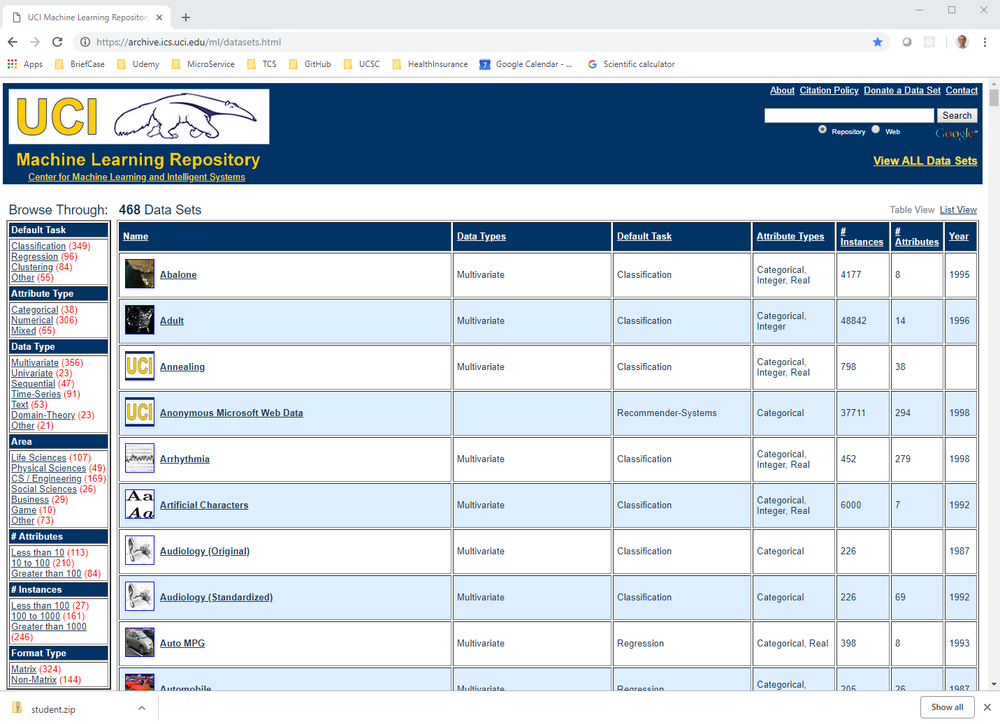 UCI Machine Learning Repository
https://archive.ics.uci.edu/ml/datasets.html
Apps BriefCase Udemy MicroService TCS GitHub UCSC HealthInsurance 7 Google Calendar - ... Scientific calculator
About Citation Policy Donate a Data Set Contact
UCI
Search
Repository Web Google™
Machine Learning Repository
View ALL Data Sets
Center for Machine Learning and Intelligent Systems
Browse Through:
Default Task
Classification (349)
Regression (96)
Clustering (84)
Other (55)
Attribute Type
Categorical (38)
Numerical (306)
Mixed (55)
Data Type
Multivariate (356)
Univariate (23)
Sequential (47)
Time-Series (91)
Text (53)
Domain-Theory (23)
Other (21)
Area
Life Sciences (107)
Physical Sciences (49)
CS / Engineering (169)
Social Sciences (26)
Business (29)
Game (10)
Other (73)
# Attributes
Less than 10 (113)
10 to 100 (210)
Greater than 100 (84)
# Instances
Less than 100 (27)
100 to 1000 (161)
Greater than 1000
(246)
Format Type
Matrix (324)
Non-Matrix (144)
468 Data Sets
Table View List View
Name Data Types Default Task Attribute Types # Instances # Attributes Year
Abalone Multivariate Classification Categorical, Integer, Real 4177 8 1995
Adult Multivariate Classification Categorical, Integer 48842 14 1996
UCI Annealing Multivariate Classification Categorical, Integer, Real 798 38
UCI Anonymous Microsoft Web Data Recommender-Systems Categorical 37711 294 1998
Arrhythmia Multivariate Classification Categorical, Integer, Real 452 279 1998
Aa Aa Artificial Characters Multivariate Classification Categorical, Integer, Real 6000 7 1992
Audiology (Original) Multivariate Classification Categorical 226 1987
Audiology (Standardized) Multivariate Classification Categorical 226 69 1992
Auto MPG Multivariate Regression Categorical, Real 398 8 1993
Automobile Multivariate Regression Categorical, 205 26 1987
student.zip
Show all